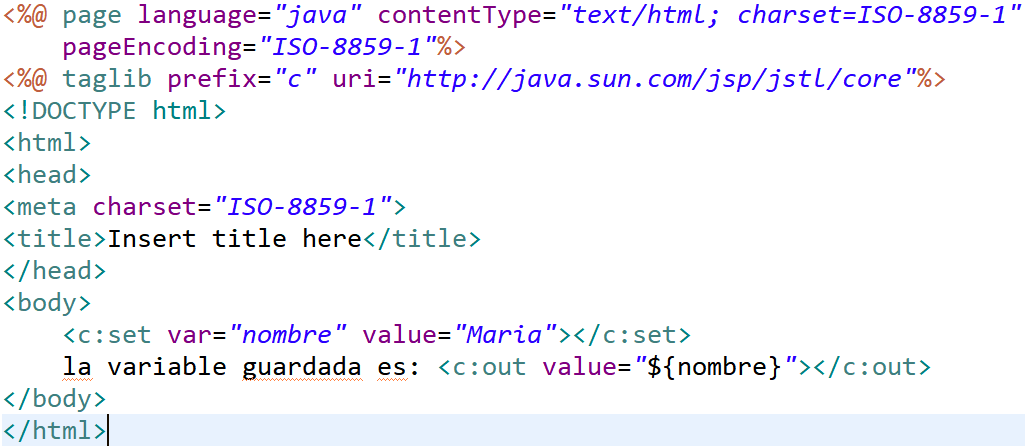 <%@ page language="java" contentType="text/html; charset=ISO-8859-1"
    pageEncoding="ISO-8859-1"%>
<%@ taglib prefix="c" uri="http://java.sun.com/jsp/jstl/core"%>
<!DOCTYPE html>
<html>
<head>
<meta charset="ISO-8859-1">
<title>Insert title here</title>
</head>
<body>
    <c:set var="nombre" value="Maria"></c:set>
    la variable guardada es: <c:out value="${nombre}"></c:out>
</body>
</html>